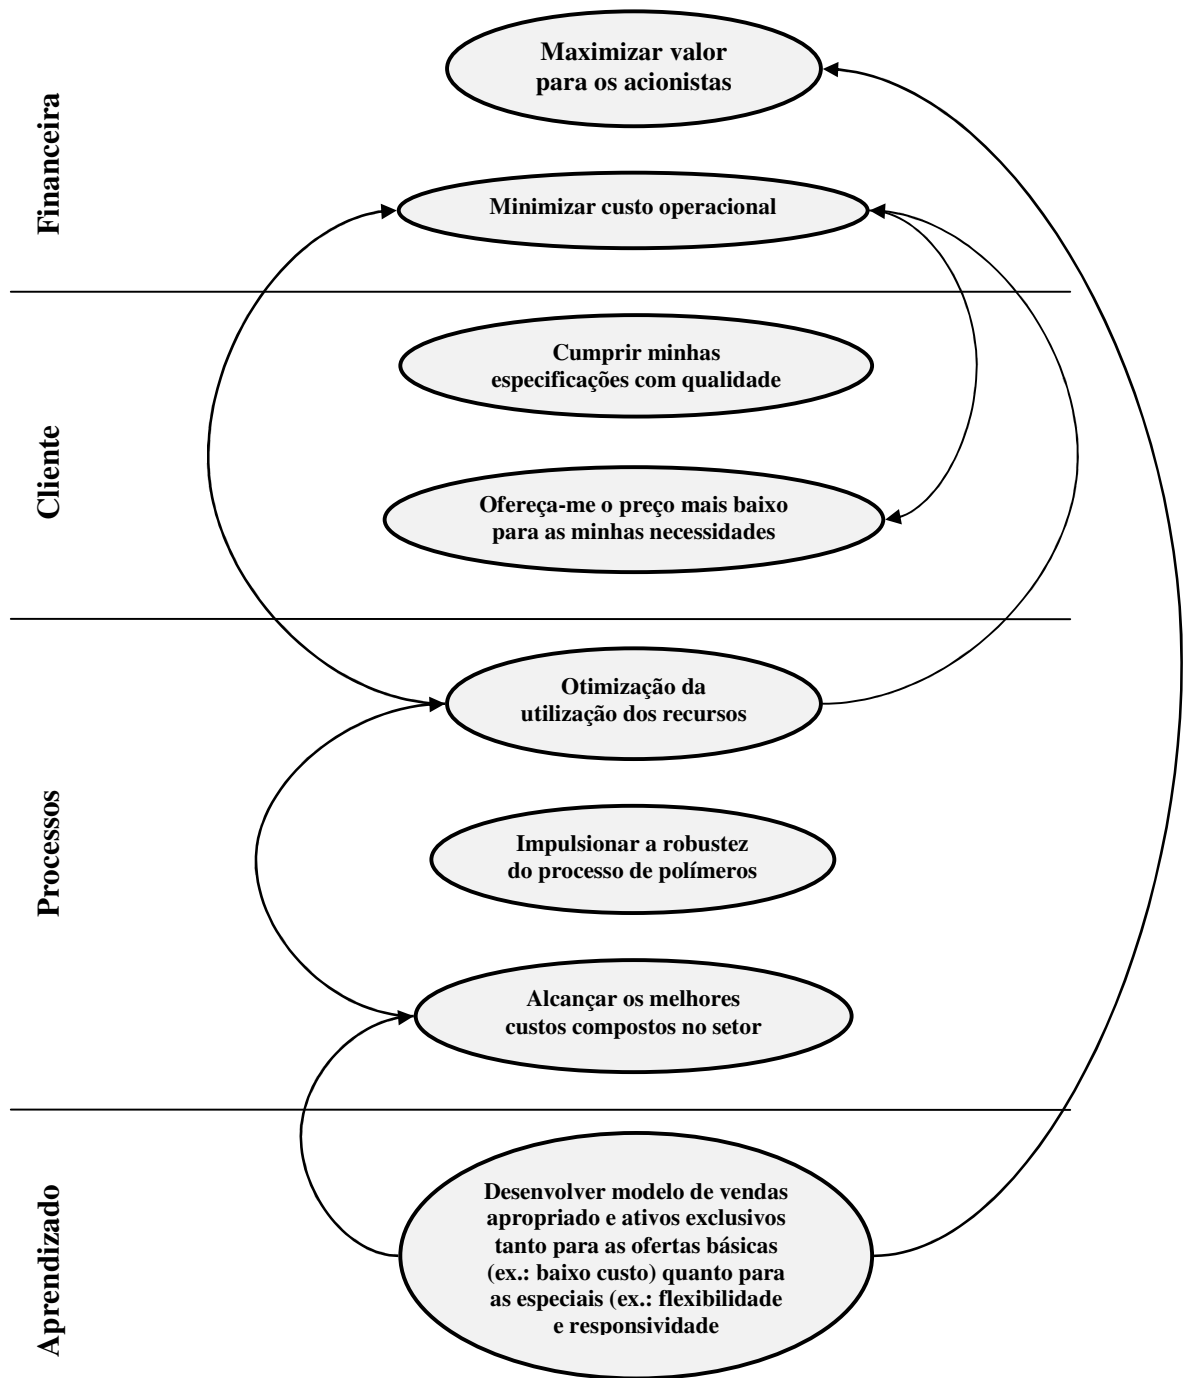 Financeira
Maximizar valor
para os acionistas
Minimizar custo operacional
Cliente
Cumprir minhas
especificações com qualidade
Ofereça-me o preço mais baixo
para as minhas necessidades
Processos
Otimização da
utilização dos recursos
Impulsionar a robustez
do processo de polímeros
Alcançar os melhores
custos compostos no setor
Aprendizado
Desenvolver modelo de vendas
apropriado e ativos exclusivos
tanto para as ofertas básicas
(ex.: baixo custo) quanto para
as especiais (ex.: flexibilidade
e responsividade